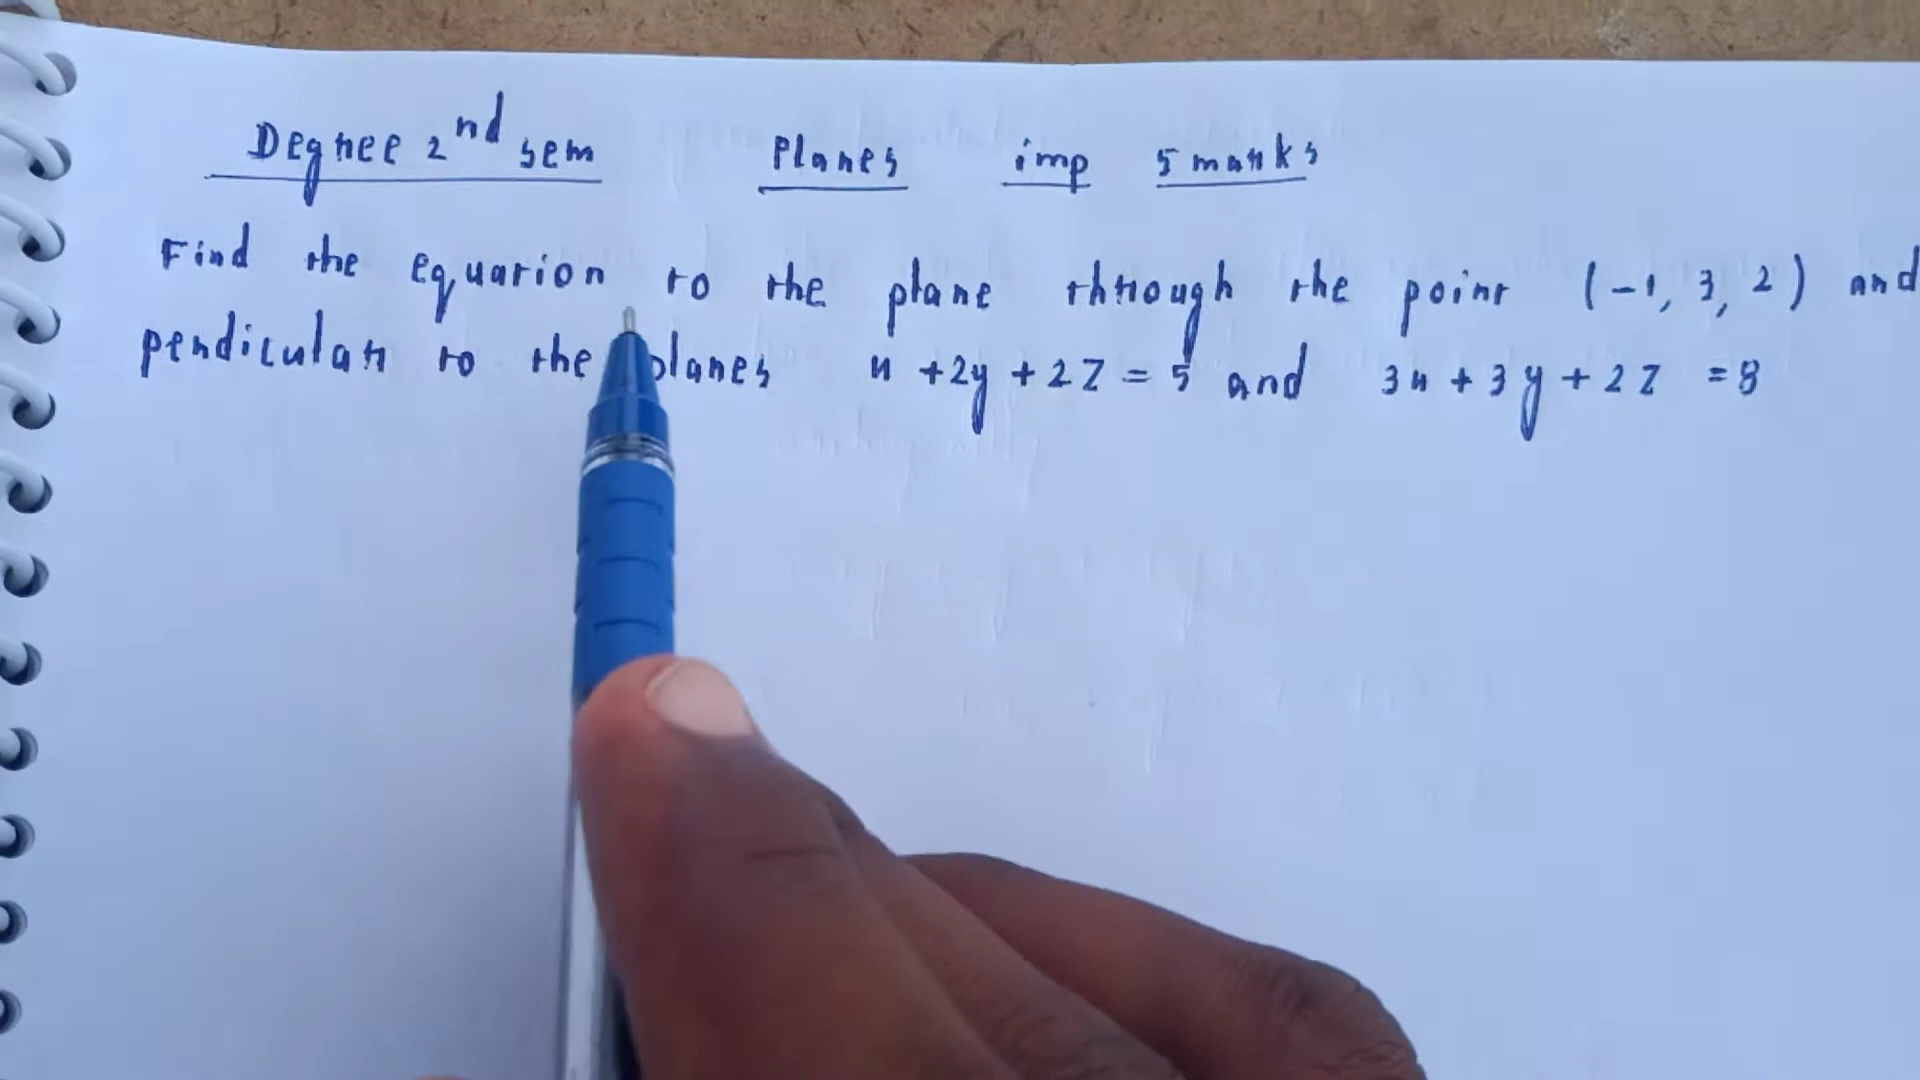 Degree 2nd sem Planes imp 5 marks
Find the equation to the plane through the point (-1, 3, 2) and
pendicular to the planes x + 2y + 2z = 5 and 3x + 3y + 2z = 8